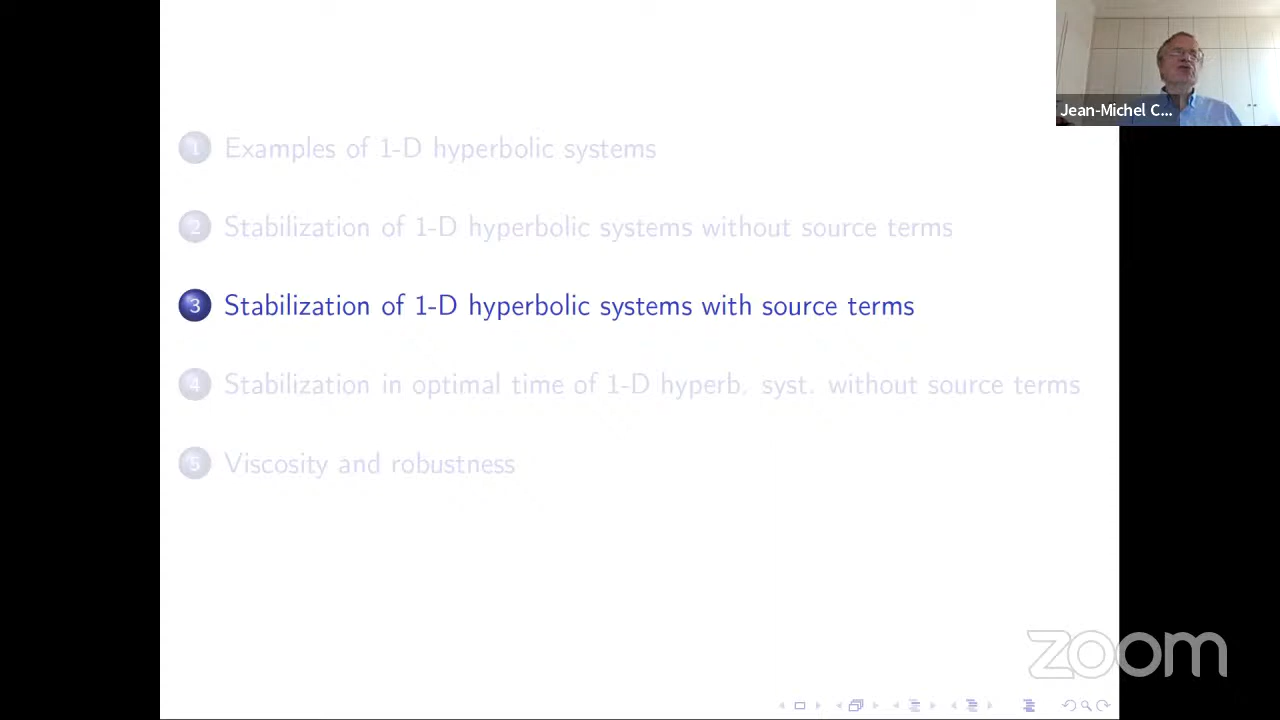 Jean-Michel C...
1 Examples of 1-D hyperbolic systems
2 Stabilization of 1-D hyperbolic systems without source terms
3 Stabilization of 1-D hyperbolic systems with source terms
4 Stabilization in optimal time of 1-D hyperb. syst. without source terms
5 Viscosity and robustness
zoom